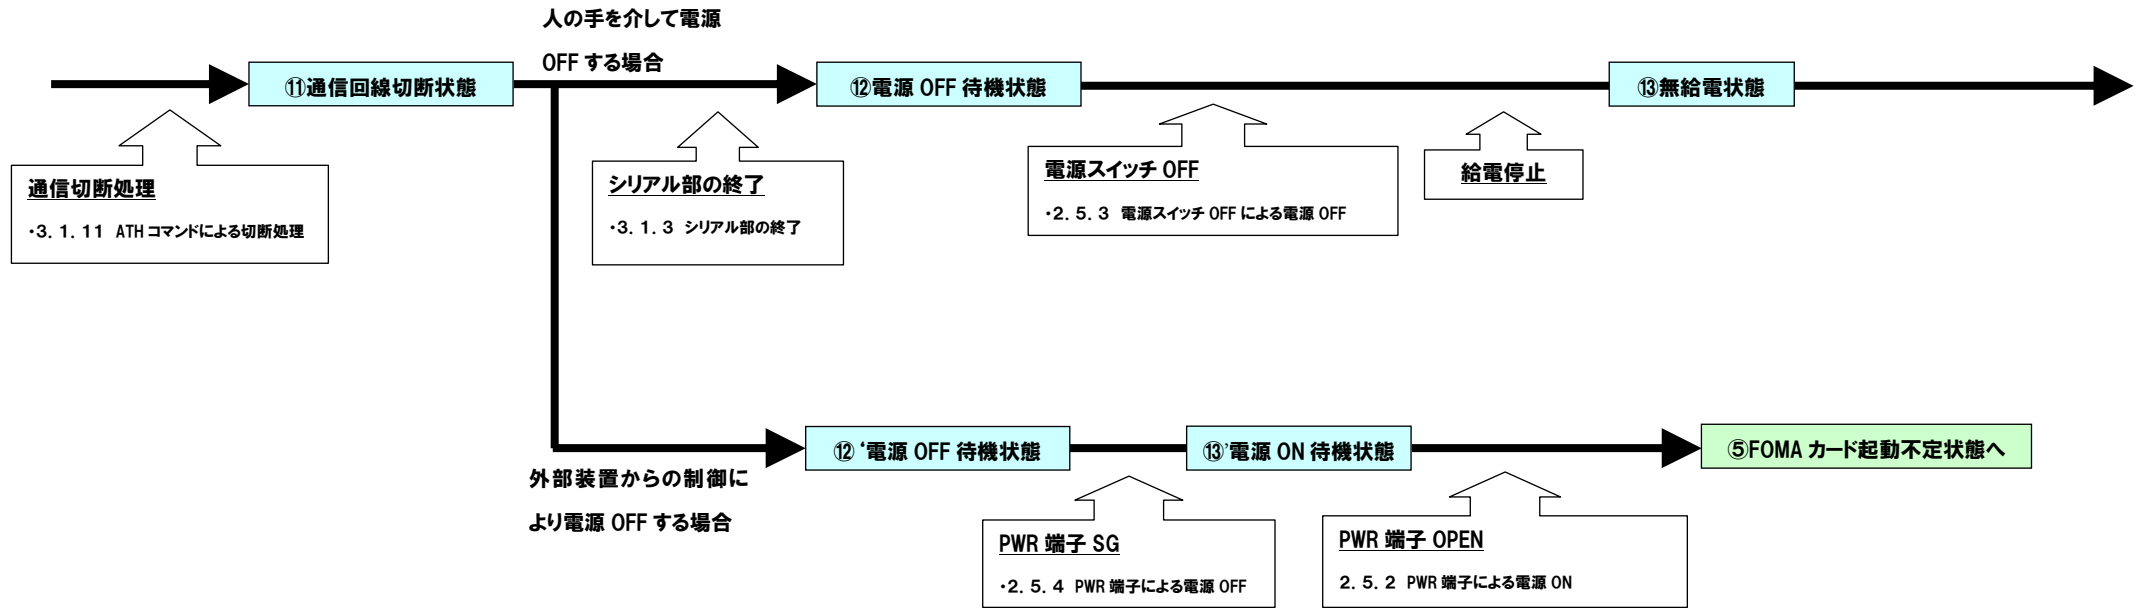 人の手を介して電源
OFF する場合
⑪通信回線切断状態
⑫電源 OFF 待機状態
⑬無給電状態
通信切断処理
・3．1．11 ATH コマンドによる切断処理
シリアル部の終了
・3．1．3 シリアル部の終了
電源スイッチ OFF
・2．5．3 電源スイッチ OFF による電源 OFF
給電停止
⑫‘電源 OFF 待機状態
⑬’電源 ON 待機状態
⑤FOMA カード起動不定状態へ
外部装置からの制御に
より電源 OFF する場合
PWR 端子 SG
・2．5．4 PWR 端子による電源 OFF
PWR 端子 OPEN
2．5．2 PWR 端子による電源 ON